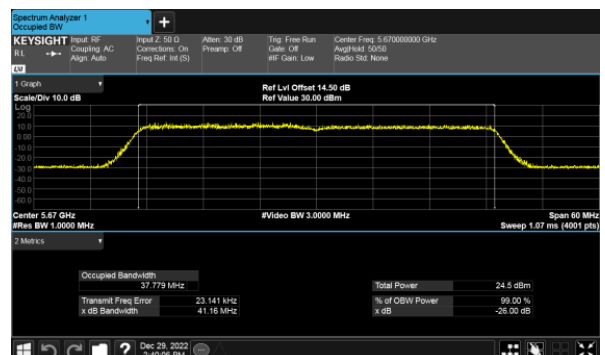 Spectrum Analyzer 1
Occupied BW
KEYSIGHT
Input: RF
Input Z: 50 Ω
Atten: 30 dB
Trig: Free Run
Center Freq: 5.670000000 GHz
RL
Coupling: AC
Corrections: On
Preamp: Off
Gate: Off
Avg|Hold: 50/50
Align: Auto
Freq Ref: Int (S)
#IF Gain: Low
Radio Std: None
1 Graph
Ref Lvl Offset 14.50 dB
Scale/Div 10.0 dB
Ref Value 30.00 dBm
Log
20.0
10.0
0.00
-10.0
-20.0
-30.0
-40.0
-50.0
-60.0
Center 5.67 GHz
#Video BW 3.0000 MHz
Span 60 MHz
#Res BW 1.0000 MHz
Sweep 1.07 ms (4001 pts)
2 Metrics
Occupied Bandwidth
37.779 MHz
Total Power
24.5 dBm
Transmit Freq Error
23.141 kHz
% of OBW Power
99.00 %
x dB Bandwidth
41.16 MHz
x dB
-26.00 dB
Dec 29, 2022